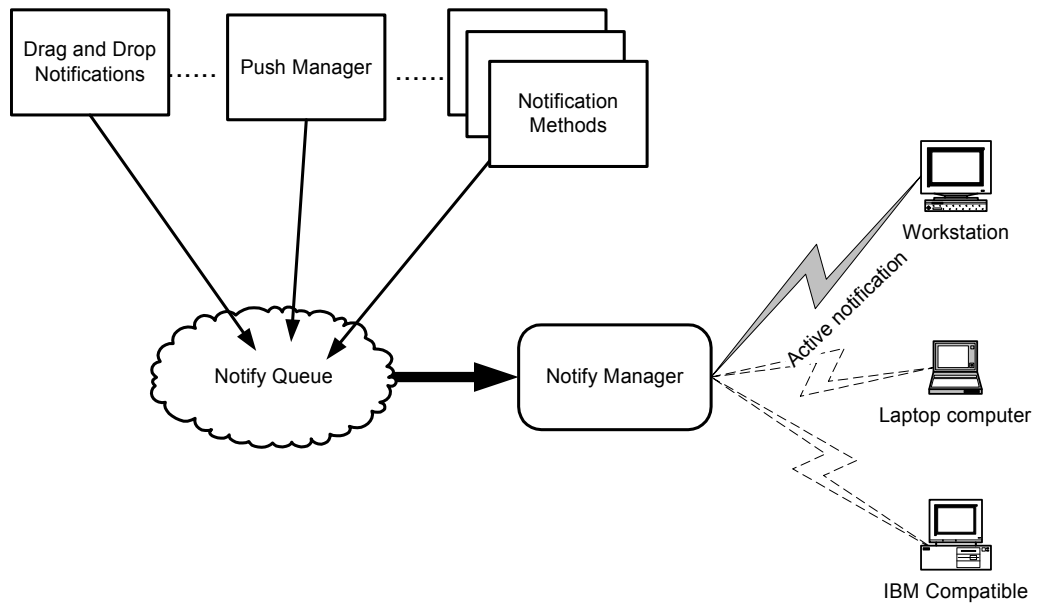 Drag and Drop
Notifications
Push Manager
Notification
Methods
Workstation
Active notification
Notify Queue
Notify Manager
Laptop computer
IBM Compatible